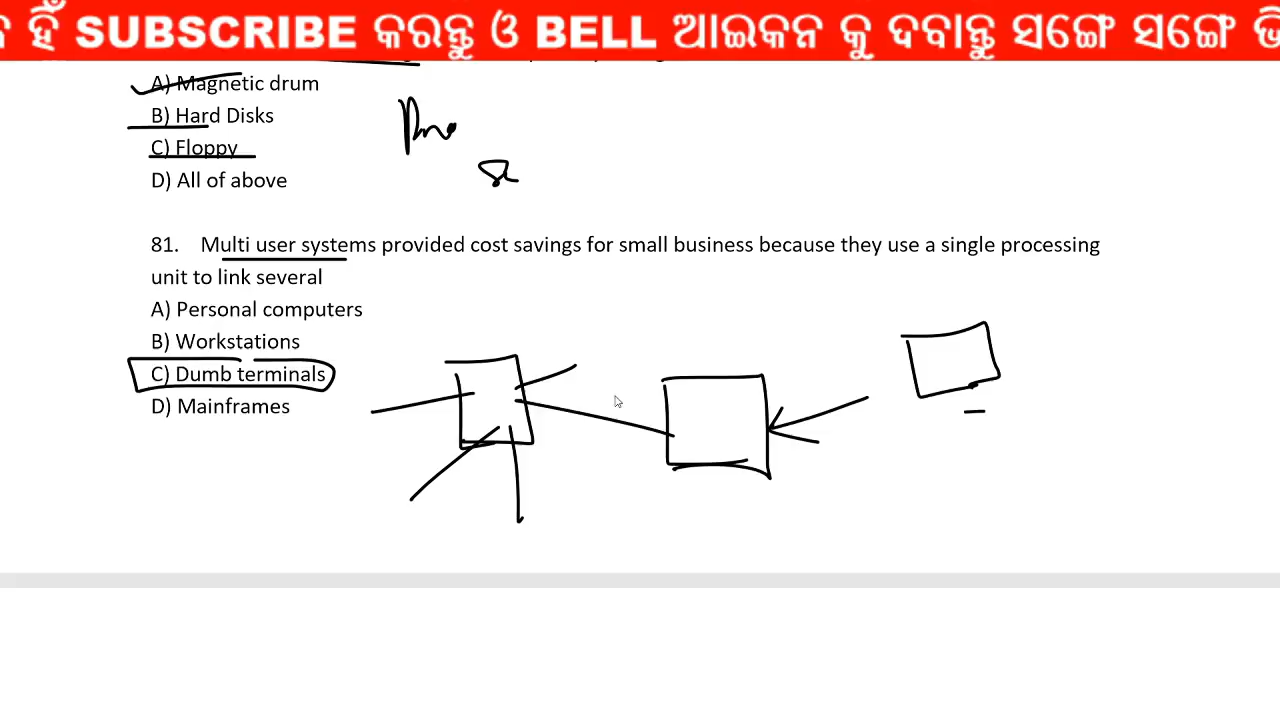 ହିଁ SUBSCRIBE କରନ୍ତୁ ଓ BELL ଆଇକନ କୁ ଦବାନ୍ତୁ ସଙ୍ଗେ ସଙ୍ଗେ
A) Magnetic drum
B) Hard Disks
C) Floppy
D) All of above
81. Multi user systems provided cost savings for small business because they use a single processing
unit to link several
A) Personal computers
B) Workstations
C) Dumb terminals
D) Mainframes